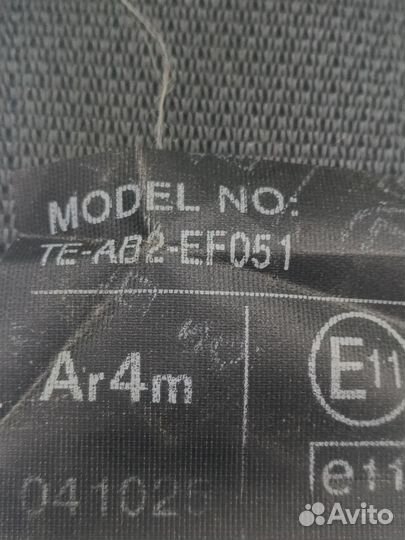 MODEL NO:
TE-AB2-EF051
Ar4m
E11
e11
041025
Avito